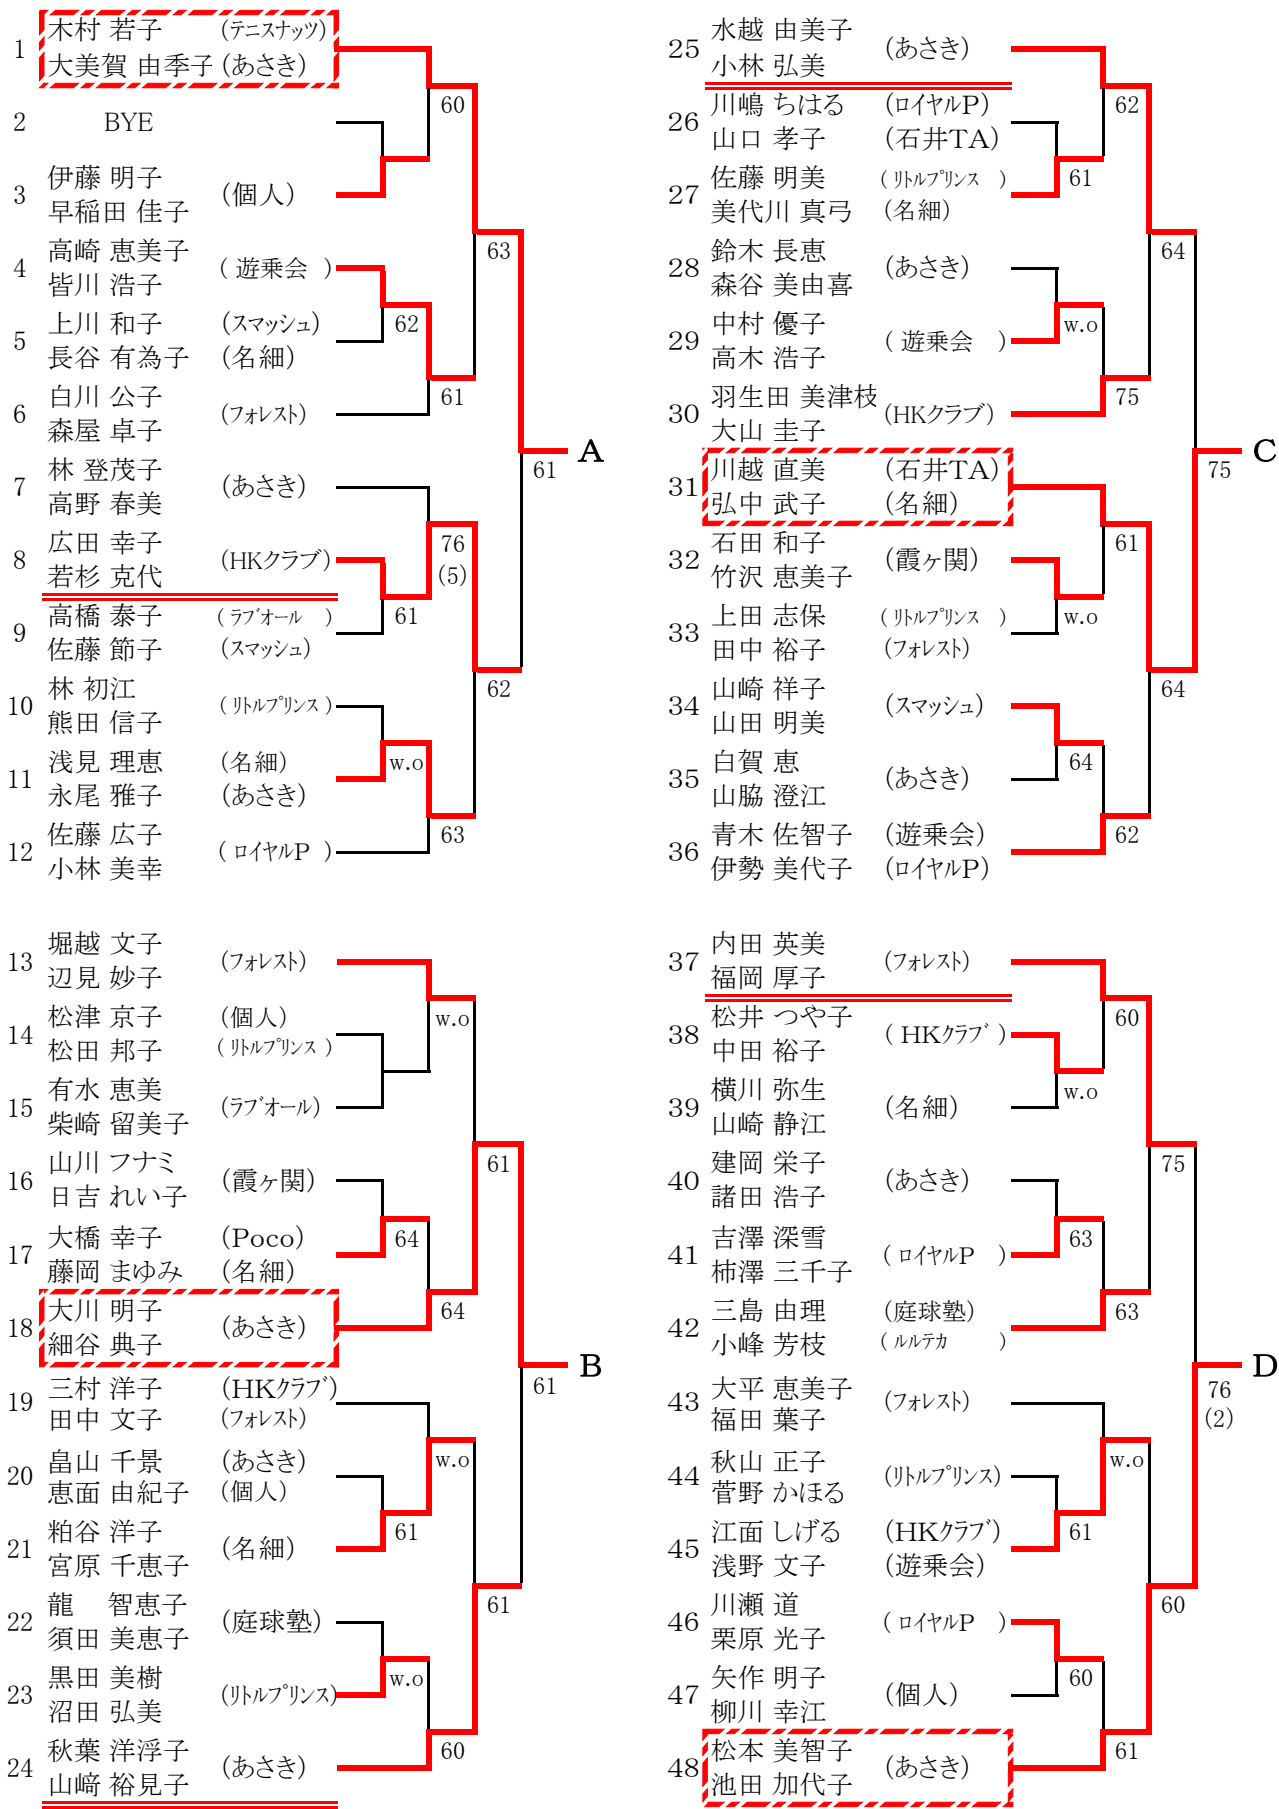 1 木村 若子 (テニスナッツ)
大美賀 由季子 (あさき)
60
2 BYE
3 伊藤 明子 (個人)
早稲田 佳子
63
4 高崎 恵美子 (遊乗会)
皆川 浩子
62
5 上川 和子 (スマッシュ)
長谷 有為子 (名細)
61
6 白川 公子 (フォレスト)
森屋 卓子
A
61
7 林 登茂子 (あさき)
高野 春美
76
(5)
8 広田 幸子 (HKクラブ)
若杉 克代
61
9 高橋 泰子 (ラブオール)
佐藤 節子 (スマッシュ)
62
10 林 初江 (リトルプリンス)
熊田 信子
w.o
11 浅見 理恵 (名細)
永尾 雅子 (あさき)
63
12 佐藤 広子 (ロイヤルP)
小林 美幸
13 堀越 文子 (フォレスト)
辺見 妙子
w.o
14 松津 京子 (個人)
松田 邦子 (リトルプリンス)
15 有水 恵美 (ラブオール)
柴崎 留美子
61
16 山川 フナミ (霞ヶ関)
日吉 れい子
64
17 大橋 幸子 (Poco)
藤岡 まゆみ (名細)
64
18 大川 明子 (あさき)
細谷 典子
B
61
19 三村 洋子 (HKクラブ)
田中 文子 (フォレスト)
w.o
20 畠山 千景 (あさき)
恵面 由紀子 (個人)
61
21 粕谷 洋子 (名細)
宮原 千恵子
61
22 龍 智恵子 (庭球塾)
須田 美恵子
w.o
23 黒田 美樹 (リトルプリンス)
沼田 弘美
60
24 秋葉 洋浮子 (あさき)
山﨑 裕見子
25 水越 由美子 (あさき)
小林 弘美
62
26 川嶋 ちはる (ロイヤルP)
山口 孝子 (石井TA)
61
27 佐藤 明美 (リトルプリンス)
美代川 真弓 (名細)
64
28 鈴木 長恵 (あさき)
森谷 美由喜
w.o
29 中村 優子 (遊乗会)
高木 浩子
75
30 羽生田 美津枝 (HKクラブ)
大山 圭子
C
75
31 川越 直美 (石井TA)
弘中 武子 (名細)
61
32 石田 和子 (霞ヶ関)
竹沢 恵美子
w.o
33 上田 志保 (リトルプリンス)
田中 裕子 (フォレスト)
64
34 山崎 祥子 (スマッシュ)
山田 明美
64
35 白賀 恵 (あさき)
山脇 澄江
62
36 青木 佐智子 (遊乗会)
伊勢 美代子 (ロイヤルP)
37 内田 英美 (フォレスト)
福岡 厚子
60
38 松井 つや子 (HKクラブ)
中田 裕子
w.o
39 横川 弥生 (名細)
山崎 静江
75
40 建岡 栄子 (あさき)
諸田 浩子
63
41 吉澤 深雪 (ロイヤルP)
柿澤 三千子
63
42 三島 由理 (庭球塾)
小峰 芳枝 (ルルテカ)
D
76
(2)
43 大平 恵美子 (フォレスト)
福田 葉子
w.o
44 秋山 正子 (リトルプリンス)
菅野 かほる
61
45 江面 しげる (HKクラブ)
浅野 文子 (遊乗会)
60
46 川瀬 道 (ロイヤルP)
栗原 光子
60
47 矢作 明子 (個人)
柳川 幸江
61
48 松本 美智子 (あさき)
池田 加代子